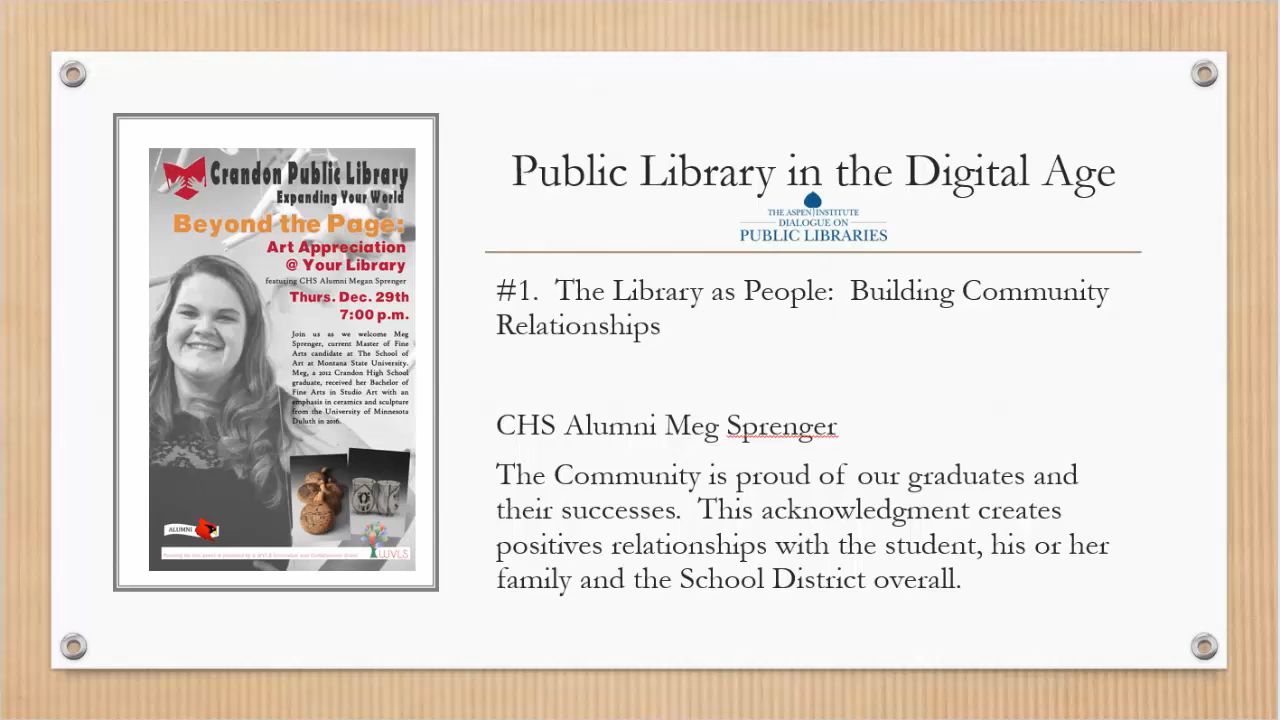 Crandon Public Library
Expanding Your World
Beyond the Page:
Art Appreciation
@ Your Library
featuring CHS Alumni Megan Sprenger
Thurs. Dec. 29th
7:00 p.m.
Join us as we welcome Meg
Sprenger, current Master of Fine
Arts candidate at The School of
Art at Montana State University.
Meg, a 2012 Crandon High School
graduate, received her Bachelor of
Fine Arts in Studio Art with an
emphasis in ceramics and sculpture
from the University of Minnesota
Duluth in 2016.
ALUMNI
WVLS
Public Library in the Digital Age
THE ASPEN INSTITUTE
DIALOGUE ON
PUBLIC LIBRARIES
#1. The Library as People: Building Community
Relationships
CHS Alumni Meg Sprenger
The Community is proud of our graduates and
their successes. This acknowledgment creates
positives relationships with the student, his or her
family and the School District overall.